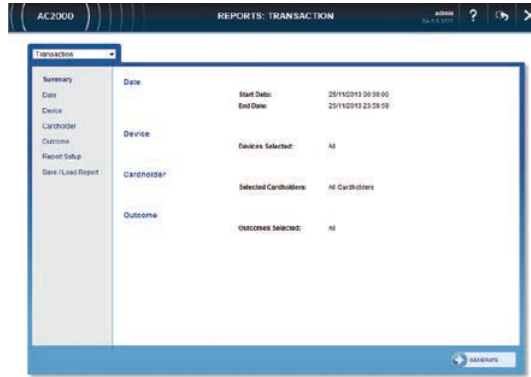 AC2000
REPORTS: TRANSACTION
admin
?
Transaction
Summary
Date
Device
Cardholder
Outcome
Report Setup
Save / Load Report
Date
Start Date: 25/11/2013 00:00:00
End Date: 25/11/2013 23:59:59
Device
Devices Selected: All
Cardholder
Selected Cardholders: All Cardholders
Outcome
Outcomes Selected: All
GENERATE